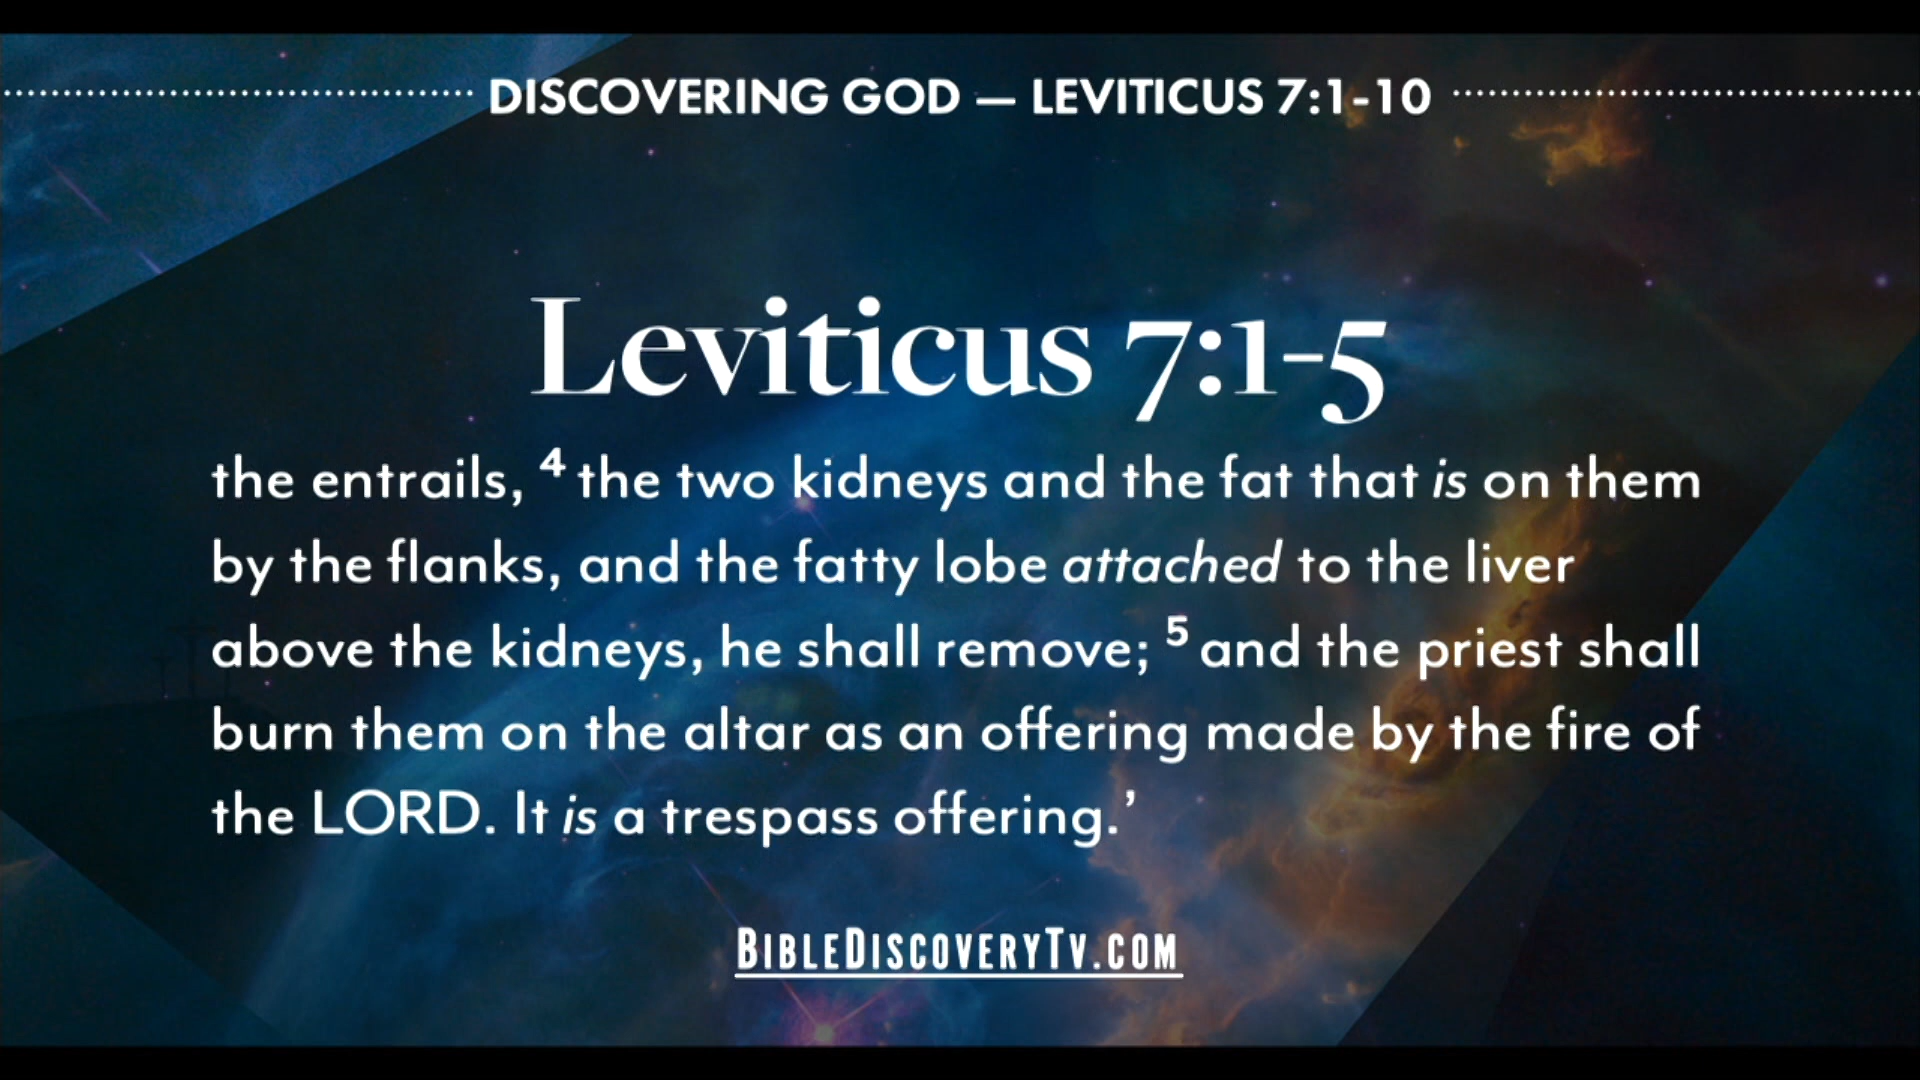 DISCOVERING GOD — LEVITICUS 7:1-10
Leviticus 7:1-5
the entrails, ⁴ the two kidneys and the fat that is on them
by the flanks, and the fatty lobe attached to the liver
above the kidneys, he shall remove; ⁵ and the priest shall
burn them on the altar as an offering made by the fire of
the LORD. It is a trespass offering.’
BIBLEDISCOVERYTV.COM